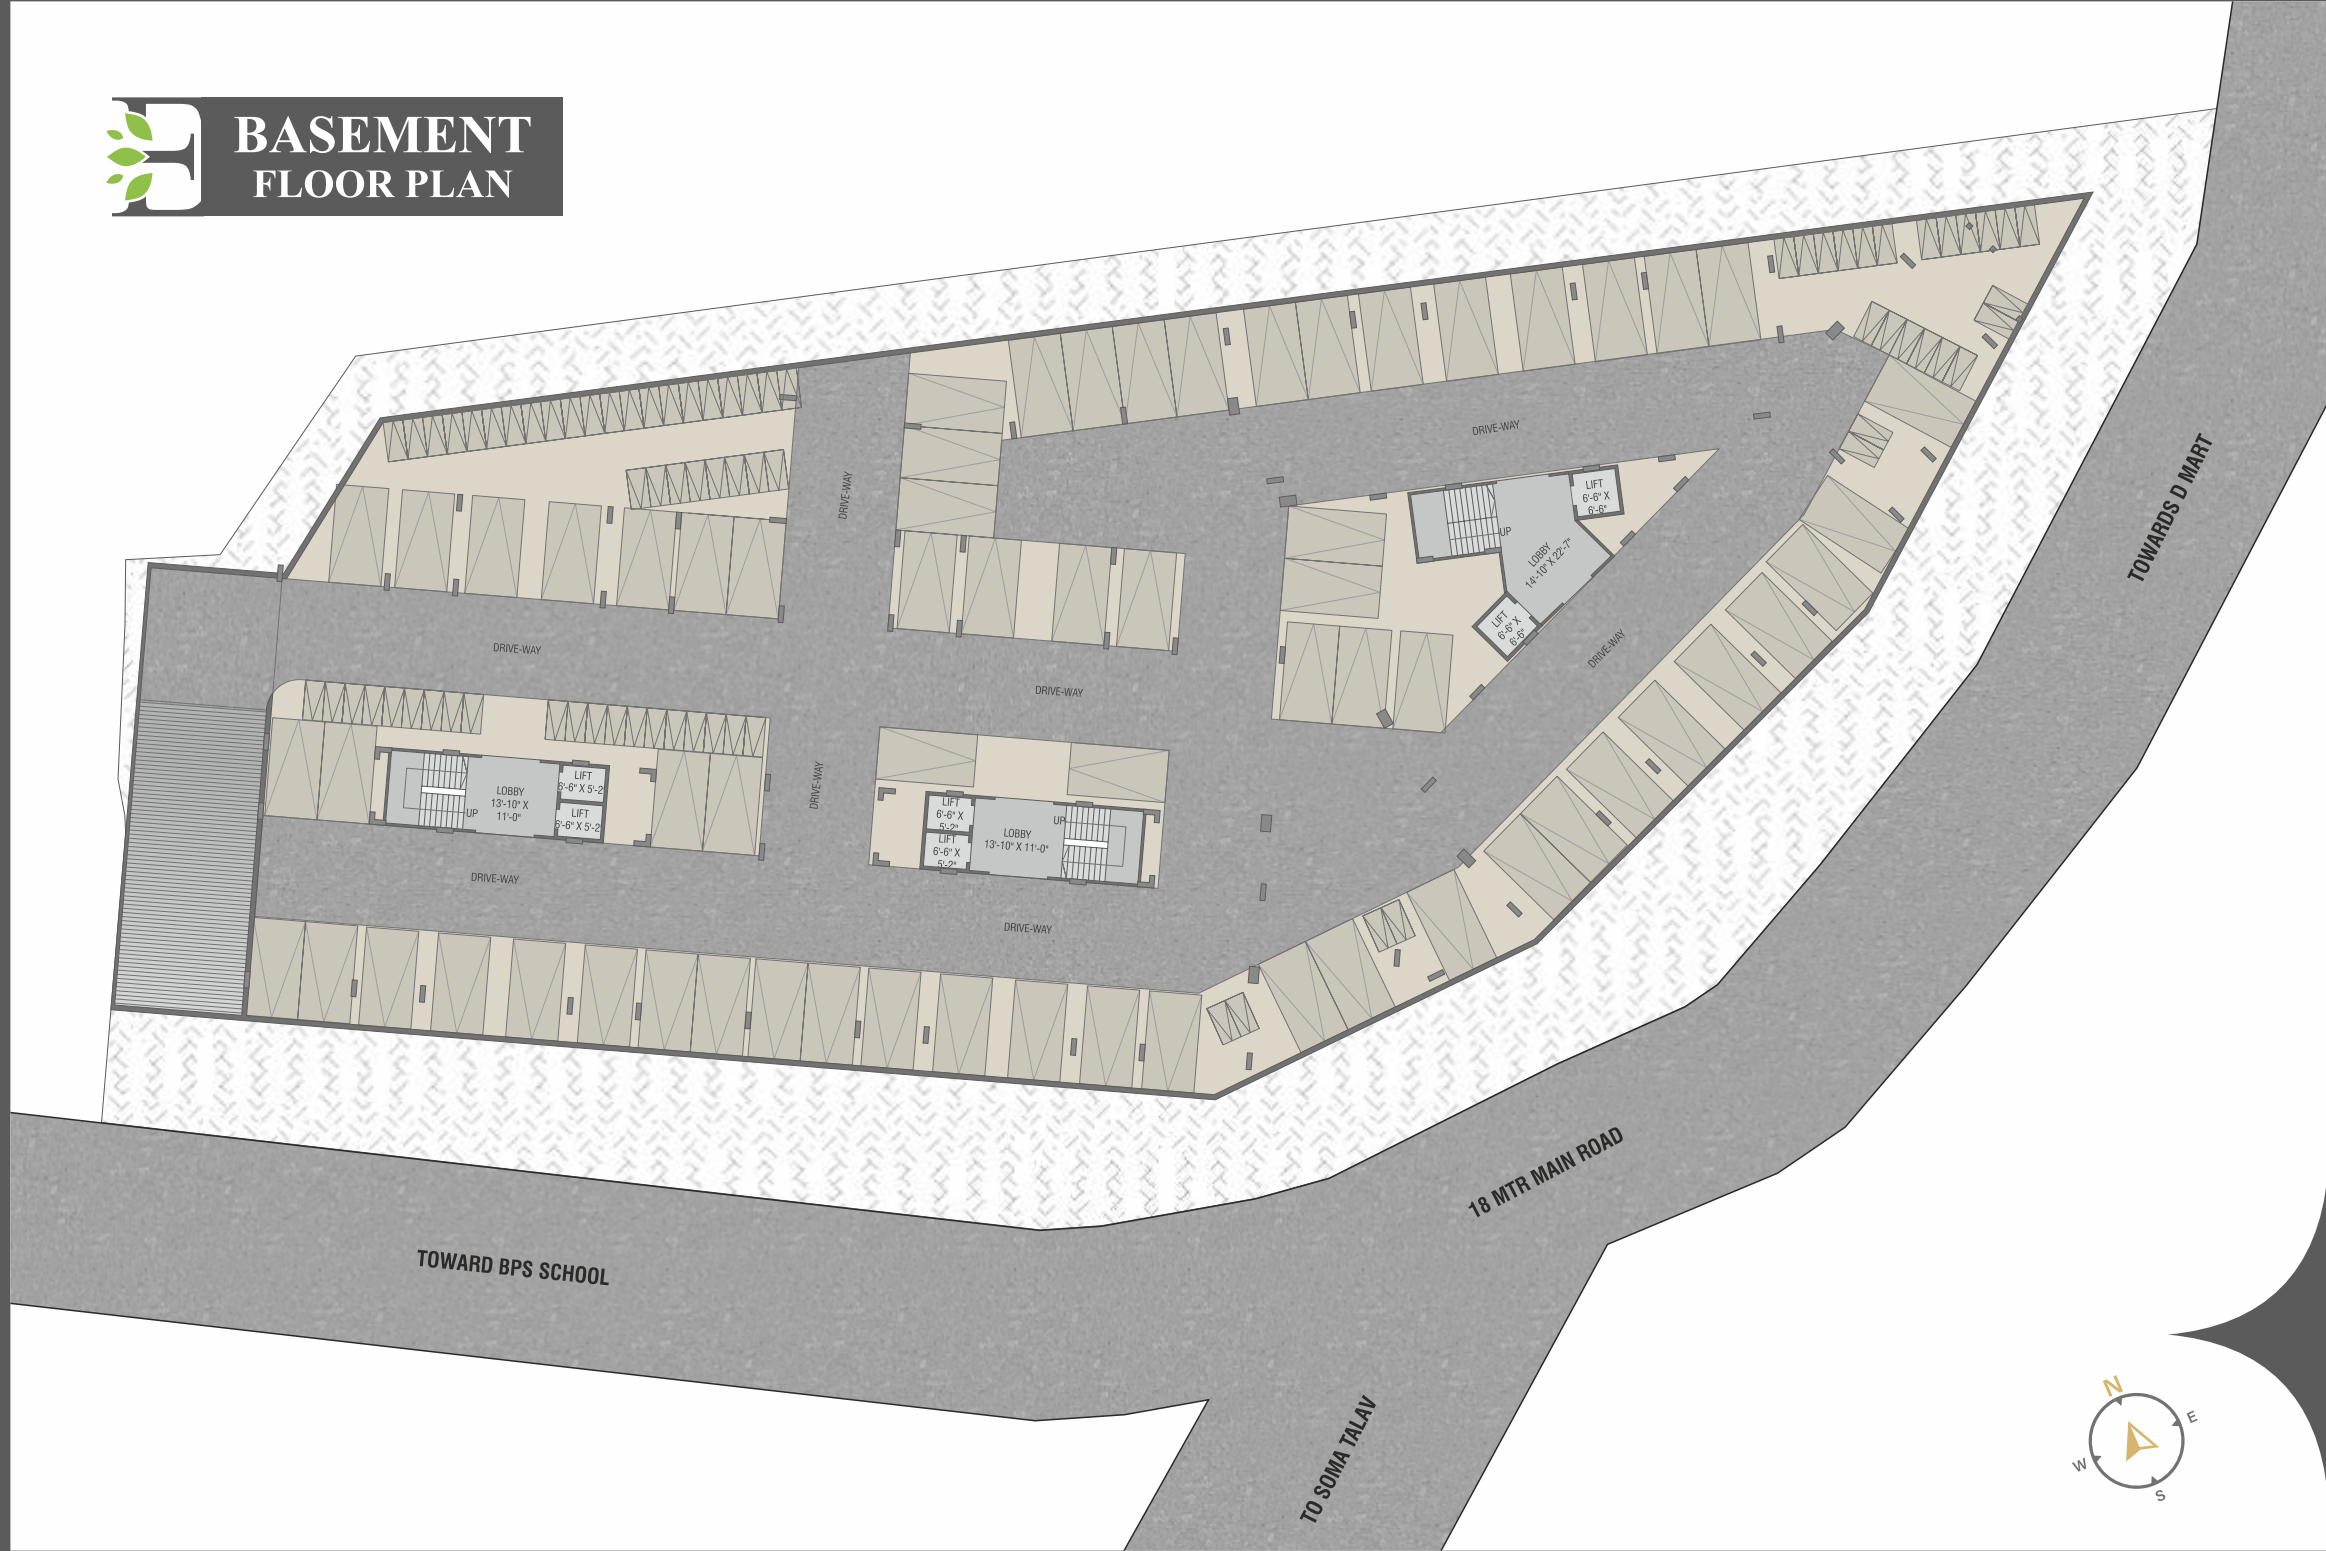 BASEMENT
FLOOR PLAN
DRIVE-WAY
LIFT
6'-6" X
6'-6"
UP
LOBBY
14'-10" X 22'-7"
LIFT
6'-6" X
6'-6"
DRIVE-WAY
DRIVE-WAY
DRIVE-WAY
DRIVE-WAY
DRIVE-WAY
LIFT
6'-6" X 5'-2
LOBBY
13'-10" X
11'-0"
UP
LIFT
6'-6" X 5'-2
LIFT
6'-6" X
5'-2"
LIFT
6'-6" X
5'-2"
LOBBY
13'-10" X 11'-0"
UP
DRIVE-WAY
DRIVE-WAY
TOWARDS D MART
18 MTR MAIN ROAD
TOWARD BPS SCHOOL
TO SOMA TALAV
N
E
W
S